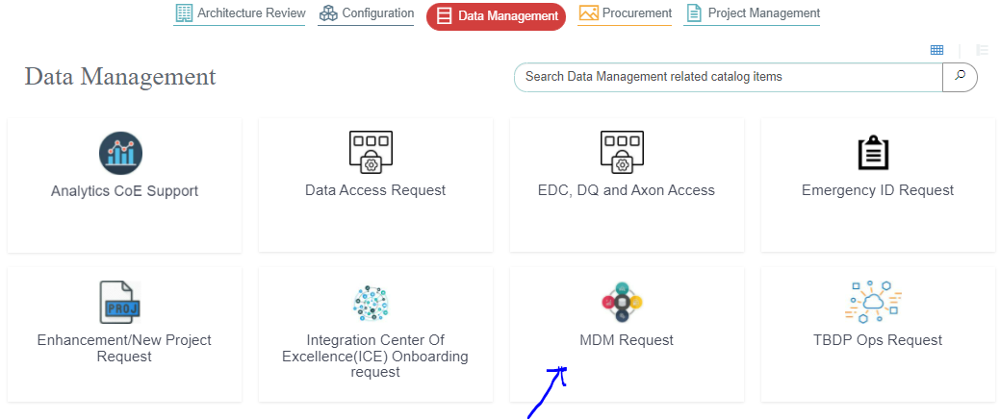 Architecture Review
Configuration
Data Management
Procurement
Project Management
Data Management
Search Data Management related catalog items
Analytics CoE Support
Data Access Request
EDC, DQ and Axon Access
Emergency ID Request
PROJ
Enhancement/New Project
Request
Integration Center Of
Excellence(ICE) Onboarding
request
MDM Request
TBDP Ops Request